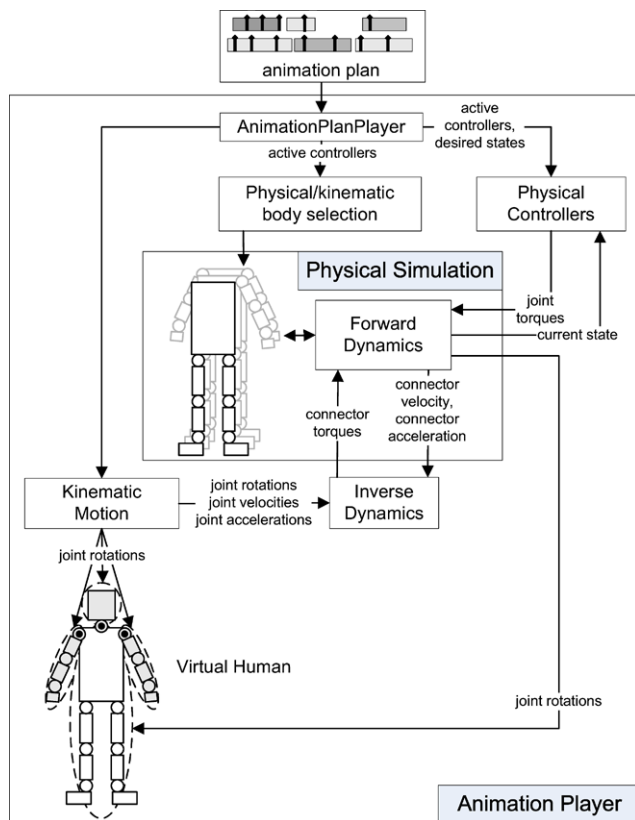 animation plan
AnimationPlanPlayer
active
controllers,
desired states
active controllers
Physical/kinematic
body selection
Physical
Controllers
Physical Simulation
joint
torques
Forward
Dynamics
current state
connector
torques
connector
velocity,
connector
acceleration
Kinematic
Motion
joint rotations
joint velocities
joint accelerations
Inverse
Dynamics
joint rotations
Virtual Human
joint rotations
Animation Player